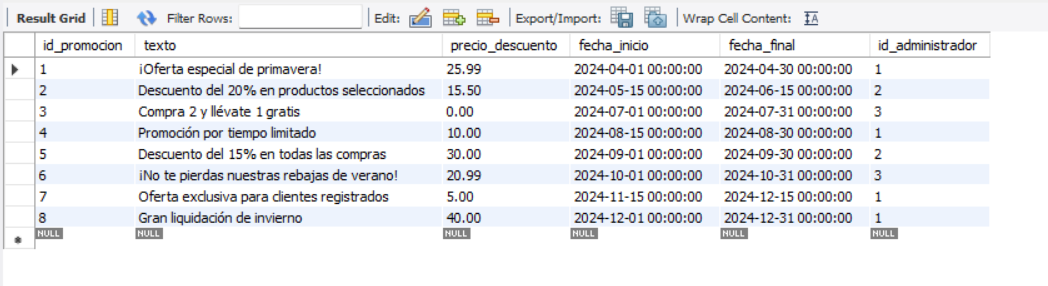 Result Grid Filter Rows: Edit: Export/Import: Wrap Cell Content: IA
id_promocion texto precio_descuento fecha_inicio fecha_final id_administrador
1 ¡Oferta especial de primavera! 25.99 2024-04-01 00:00:00 2024-04-30 00:00:00 1
2 Descuento del 20% en productos seleccionados 15.50 2024-05-15 00:00:00 2024-06-15 00:00:00 2
3 Compra 2 y llévate 1 gratis 0.00 2024-07-01 00:00:00 2024-07-31 00:00:00 3
4 Promoción por tiempo limitado 10.00 2024-08-15 00:00:00 2024-08-30 00:00:00 1
5 Descuento del 15% en todas las compras 30.00 2024-09-01 00:00:00 2024-09-30 00:00:00 2
6 ¡No te pierdas nuestras rebajas de verano! 20.99 2024-10-01 00:00:00 2024-10-31 00:00:00 3
7 Oferta exclusiva para clientes registrados 5.00 2024-11-15 00:00:00 2024-12-15 00:00:00 1
8 Gran liquidación de invierno 40.00 2024-12-01 00:00:00 2024-12-31 00:00:00 1
NULL NULL NULL NULL NULL NULL